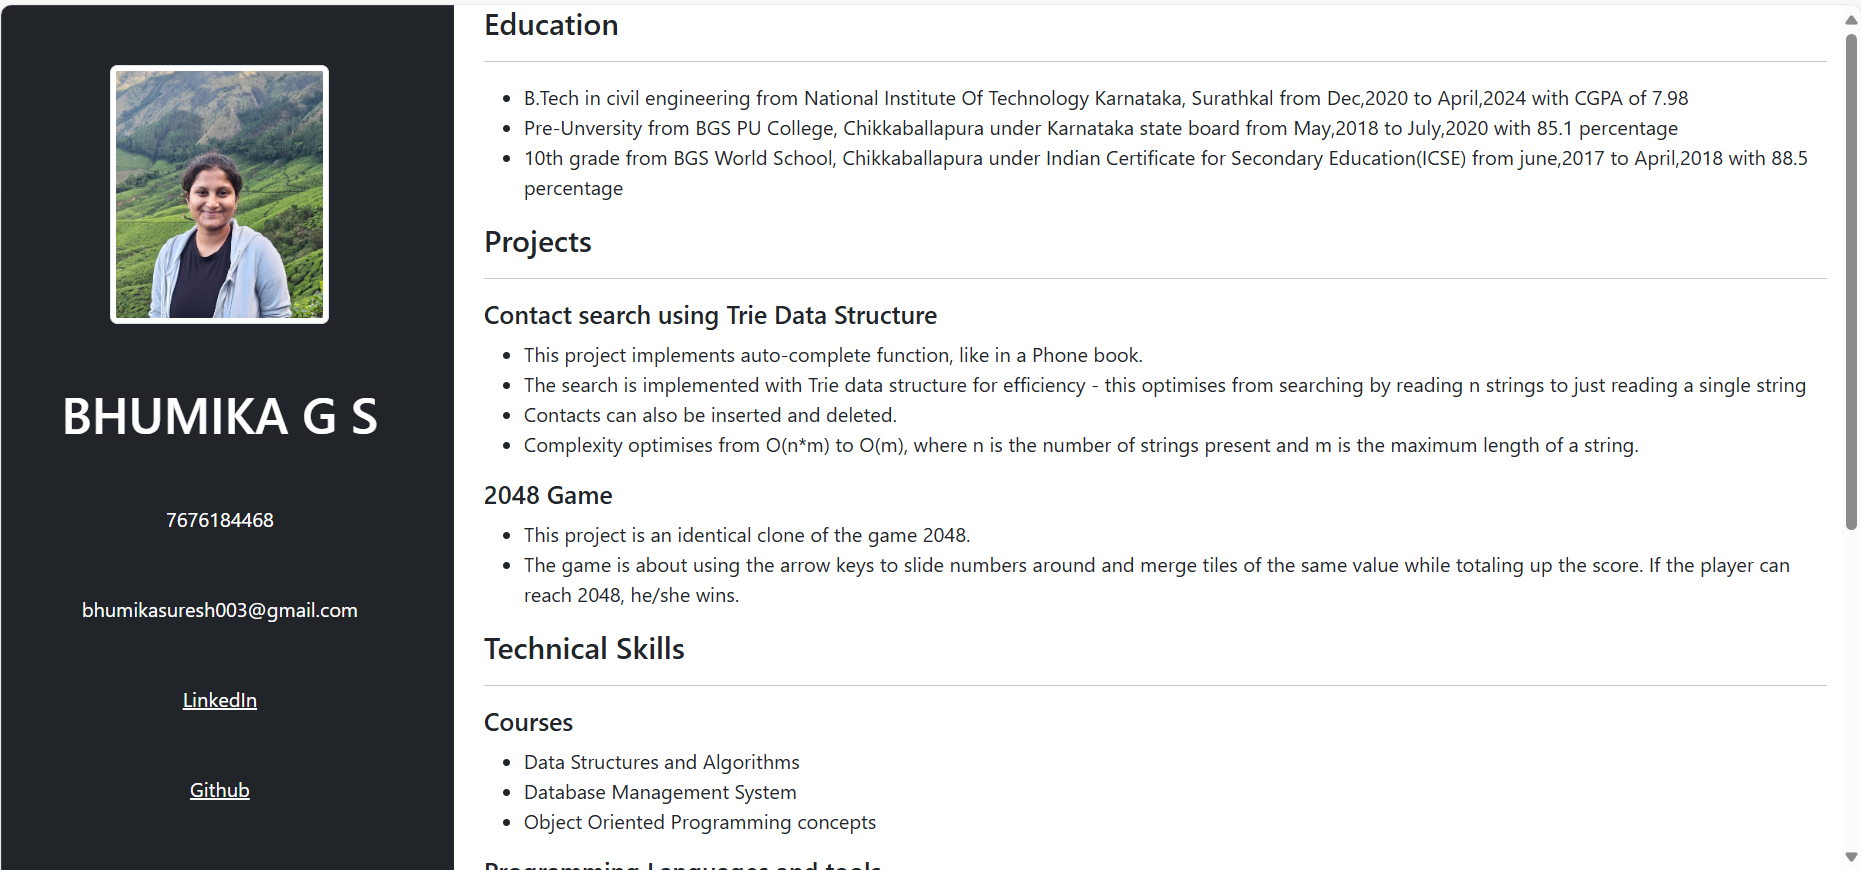 BHUMIKA G S
7676184468
bhumikasuresh003@gmail.com
LinkedIn
Github
Education
B.Tech in civil engineering from National Institute Of Technology Karnataka, Surathkal from Dec,2020 to April,2024 with CGPA of 7.98
Pre-Unversity from BGS PU College, Chikkaballapura under Karnataka state board from May,2018 to July,2020 with 85.1 percentage
10th grade from BGS World School, Chikkaballapura under Indian Certificate for Secondary Education(ICSE) from june,2017 to April,2018 with 88.5
percentage
Projects
Contact search using Trie Data Structure
This project implements auto-complete function, like in a Phone book.
The search is implemented with Trie data structure for efficiency - this optimises from searching by reading n strings to just reading a single string
Contacts can also be inserted and deleted.
Complexity optimises from O(n*m) to O(m), where n is the number of strings present and m is the maximum length of a string.
2048 Game
This project is an identical clone of the game 2048.
The game is about using the arrow keys to slide numbers around and merge tiles of the same value while totaling up the score. If the player can
reach 2048, he/she wins.
Technical Skills
Courses
Data Structures and Algorithms
Database Management System
Object Oriented Programming concepts
Programming Languages and tools